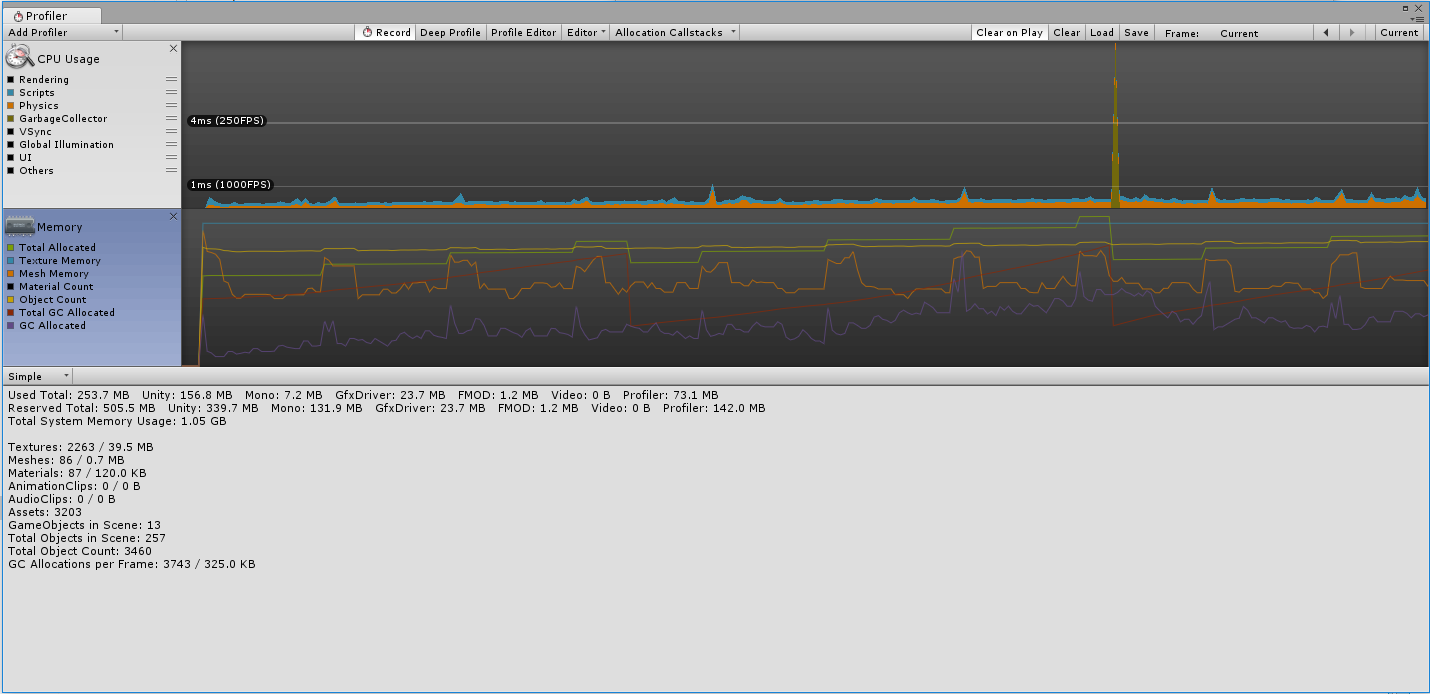 Profiler
Add Profiler Record Deep Profile Profile Editor Editor Allocation Callstacks Clear on Play Clear Load Save Frame: Current Current
CPU Usage
Rendering
Scripts
Physics
GarbageCollector
VSync
Global Illumination
UI
Others
4ms (250FPS)
1ms (1000FPS)
Memory
Total Allocated
Texture Memory
Mesh Memory
Material Count
Object Count
Total GC Allocated
GC Allocated
Simple
Used Total: 253.7 MB Unity: 156.8 MB Mono: 7.2 MB GfxDriver: 23.7 MB FMOD: 1.2 MB Video: 0 B Profiler: 73.1 MB
Reserved Total: 505.5 MB Unity: 339.7 MB Mono: 131.9 MB GfxDriver: 23.7 MB FMOD: 1.2 MB Video: 0 B Profiler: 142.0 MB
Total System Memory Usage: 1.05 GB
Textures: 2263 / 39.5 MB
Meshes: 86 / 0.7 MB
Materials: 87 / 120.0 KB
AnimationClips: 0 / 0 B
AudioClips: 0 / 0 B
Assets: 3203
GameObjects in Scene: 13
Total Objects in Scene: 257
Total Object Count: 3460
GC Allocations per Frame: 3743 / 325.0 KB